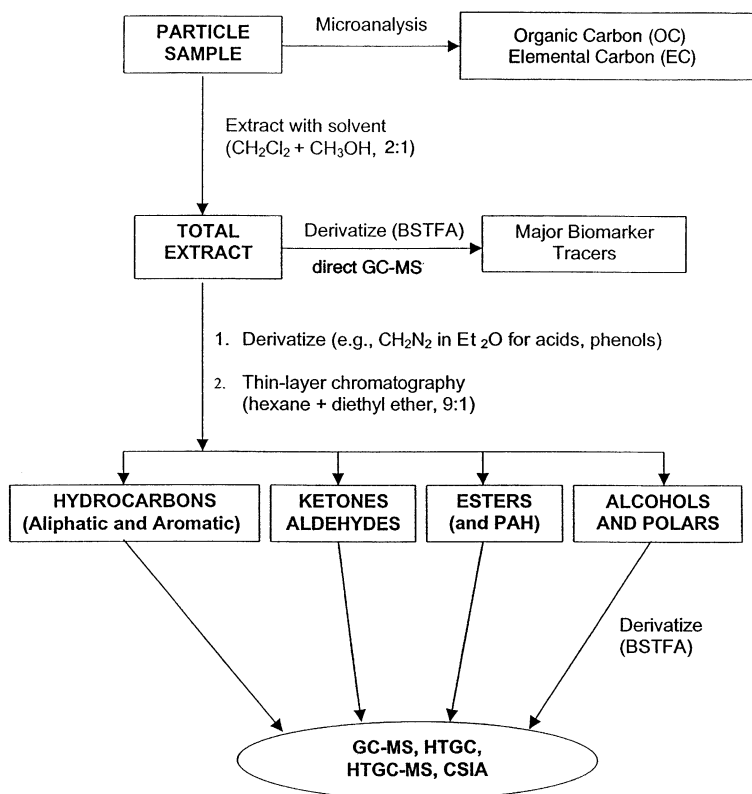 PARTICLE
SAMPLE
Microanalysis
Organic Carbon (OC)
Elemental Carbon (EC)
Extract with solvent
(CH₂Cl₂ + CH₃OH, 2:1)
TOTAL
EXTRACT
Derivatize (BSTFA)
direct GC-MS
Major Biomarker
Tracers
1. Derivatize (e.g., CH₂N₂ in Et ₂O for acids, phenols)
2. Thin-layer chromatography
(hexane + diethyl ether, 9:1)
HYDROCARBONS
(Aliphatic and Aromatic)
KETONES
ALDEHYDES
ESTERS
(and PAH)
ALCOHOLS
AND POLARS
Derivatize
(BSTFA)
GC-MS, HTGC,
HTGC-MS, CSIA